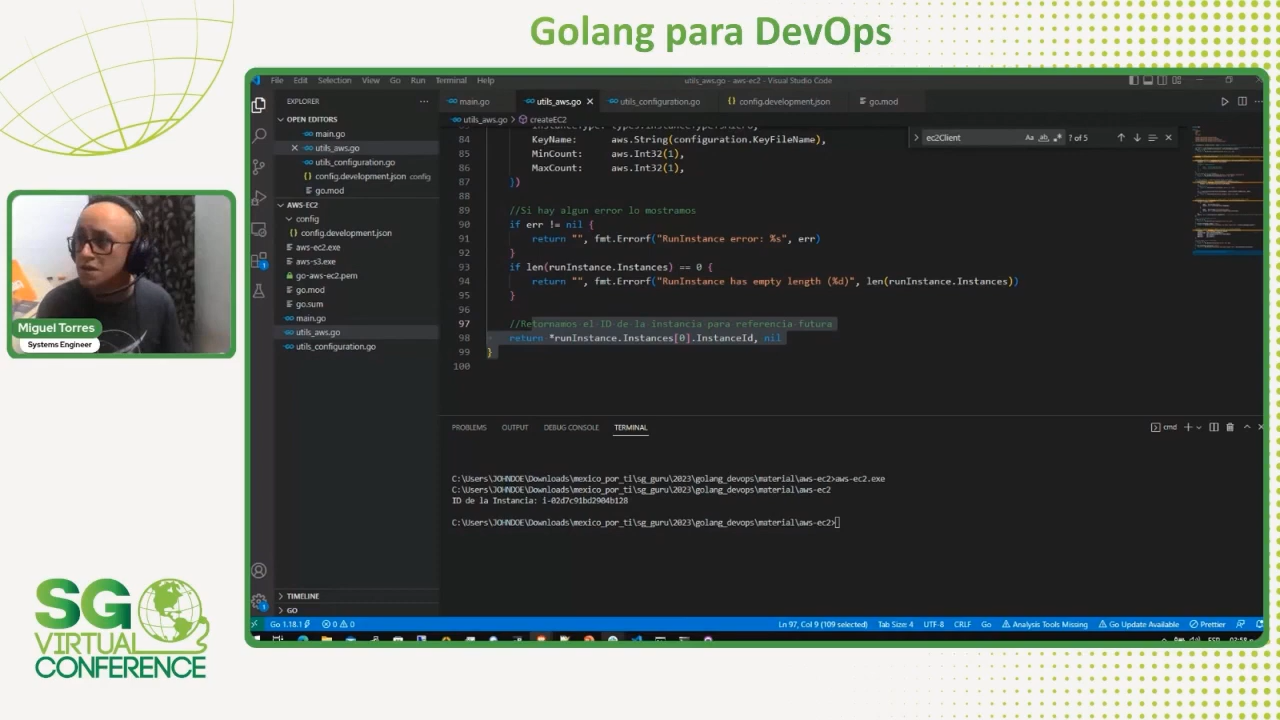 Golang para DevOps
File Edit Selection View Go Run Terminal Help
utils_aws.go - aws-ec2 - Visual Studio Code
EXPLORER
OPEN EDITORS
main.go
utils_aws.go
utils_configuration.go
config.development.json config
go.mod
AWS-EC2
config
config.development.json
aws-ec2.exe
aws-s3.exe
go-aws-ec2.pem
go.mod
go.sum
main.go
utils_aws.go
utils_configuration.go
TIMELINE
GO
main.go utils_aws.go utils_configuration.go config.development.json go.mod
utils_aws.go > createEC2
ec2Client
? of 5
84 KeyName: aws.String(configuration.KeyFileName),
85 MinCount: aws.Int32(1),
86 MaxCount: aws.Int32(1),
87 })
88
89 //Si hay algun error lo mostramos
90 if err != nil {
91 return "", fmt.Errorf("RunInstance error: %s", err)
92 }
93 if len(runInstance.Instances) == 0 {
94 return "", fmt.Errorf("RunInstance has empty length (%d)", len(runInstance.Instances))
95 }
96
97 //Retornamos el ID de la instancia para referencia futura
98 return *runInstance.Instances[0].InstanceId, nil
99 }
100
PROBLEMS OUTPUT DEBUG CONSOLE TERMINAL
cmd
C:\Users\JOHNDOE\Downloads\mexico_por_ti\sg_guru\2023\golang_devops\material\aws-ec2>aws-ec2.exe
C:\Users\JOHNDOE\Downloads\mexico_por_ti\sg_guru\2023\golang_devops\material\aws-ec2
ID de la Instancia: i-02d7c91bd2904b128
C:\Users\JOHNDOE\Downloads\mexico_por_ti\sg_guru\2023\golang_devops\material\aws-ec2>
Go 1.18.1 0 0 Ln 97, Col 9 (109 selected) Tab Size: 4 UTF-8 CRLF Go Analysis Tools Missing Go Update Available Prettier
Miguel Torres
Systems Engineer
SG
VIRTUAL
CONFERENCE